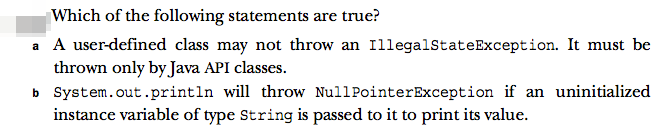 Which of the following statements are true?
a A user-defined class may not throw an IllegalStateException. It must be
thrown only by Java API classes.
b System.out.println will throw NullPointerException if an uninitialized
instance variable of type String is passed to it to print its value.